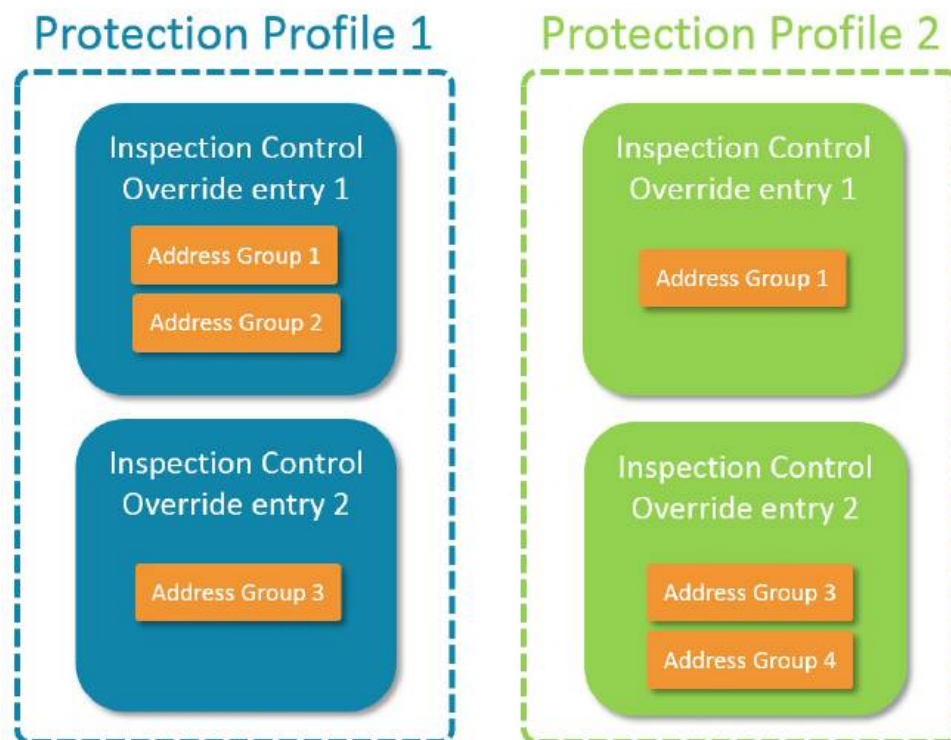 Protection Profile 1
Inspection Control
Override entry 1
Address Group 1
Address Group 2
Inspection Control
Override entry 2
Address Group 3
Protection Profile 2
Inspection Control
Override entry 1
Address Group 1
Inspection Control
Override entry 2
Address Group 3
Address Group 4